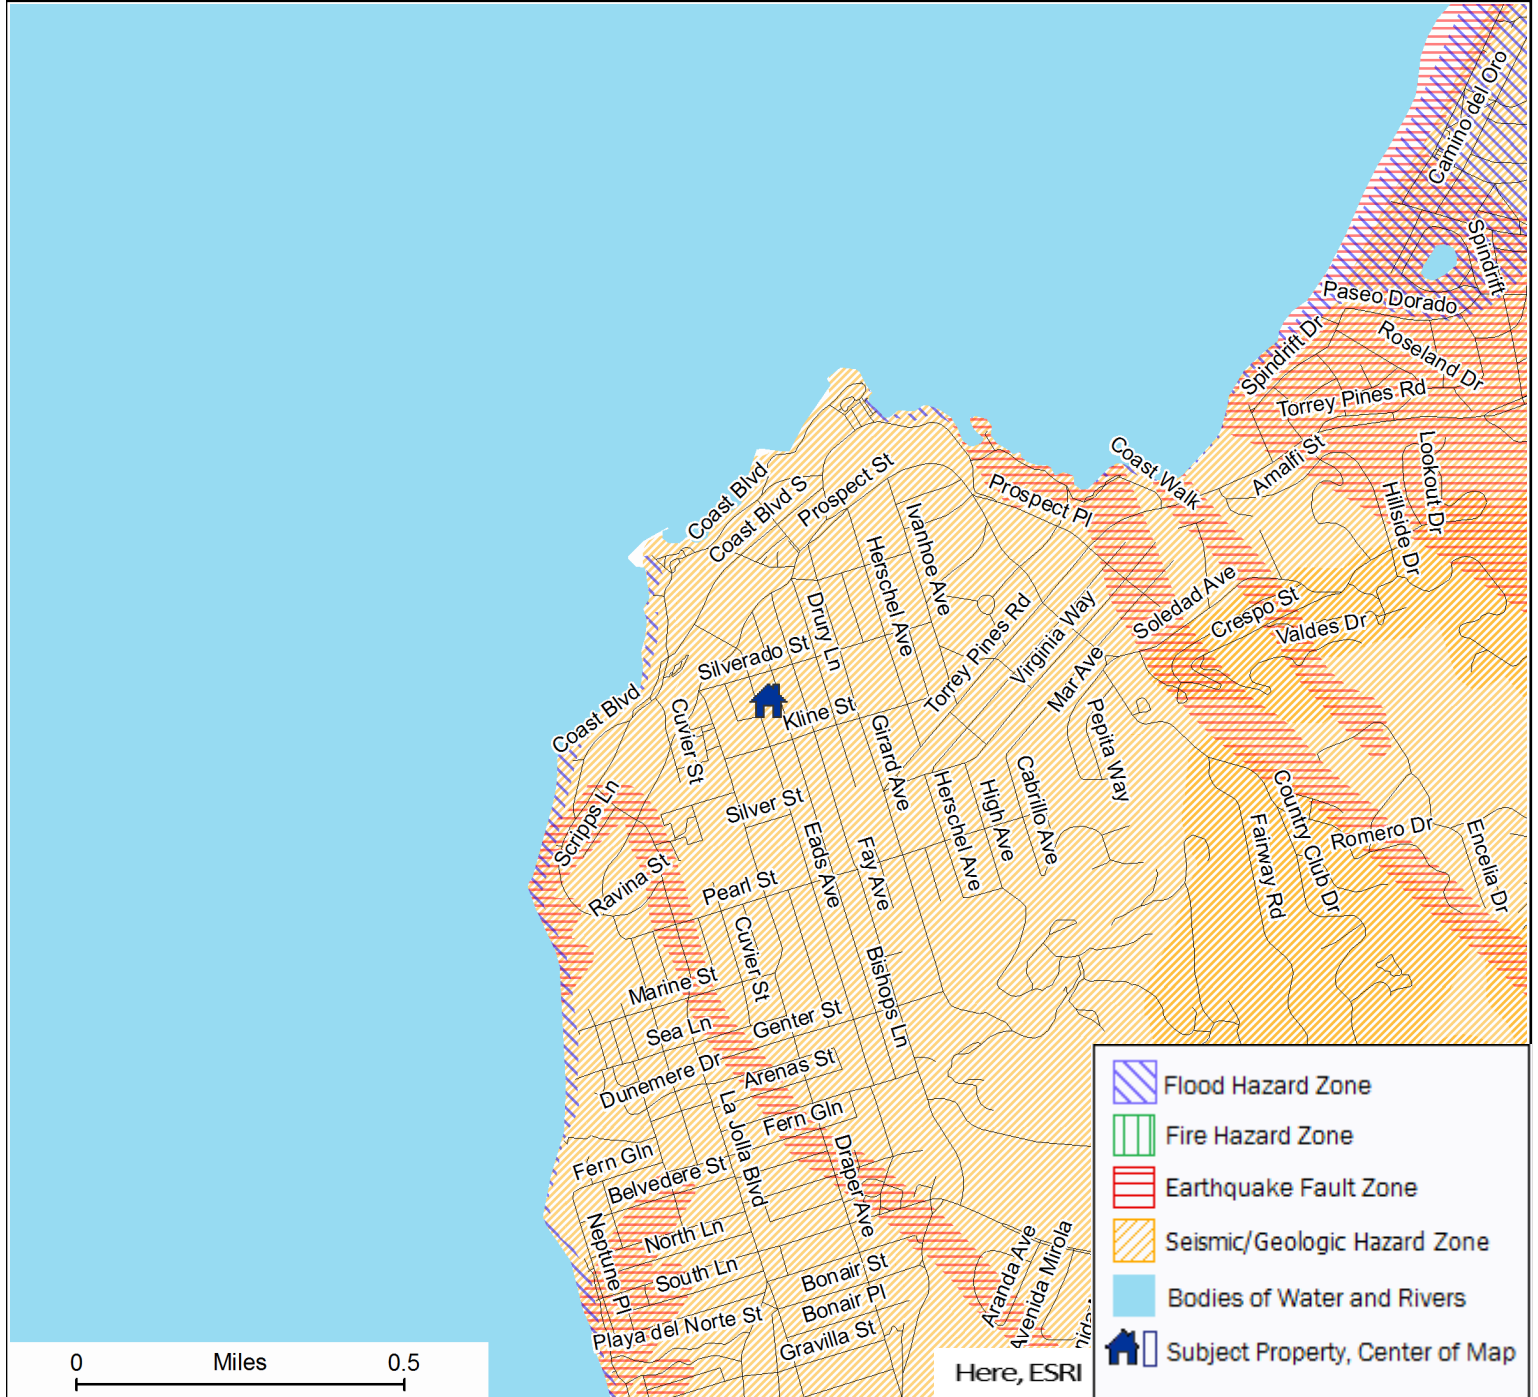 Camino del Oro
Spindrift
Paseo Dorado
Spindrift Dr
Roseland Dr
Torrey Pines Rd
Amalfi St
Lookout Dr
Hillside Dr
Coast Walk
Prospect Pl
Prospect St
Coast Blvd
Coast Blvd S
Ivanhoe Ave
Herschel Ave
Drury Ln
Torrey Pines Rd
Virginia Way
Mar Ave
Soledad Ave
Crespo St
Valdes Dr
Silverado St
Kline St
Coast Blvd
Cuvier St
Girard Ave
Pepita Way
Scripps Ln
Silver St
Herschel Ave
High Ave
Cabrillo Ave
Country Club Dr
Fairway Rd
Romero Dr
Encelia Dr
Ravina St
Pearl St
Eads Ave
Fay Ave
Cuvier St
Bishops Ln
Marine St
Sea Ln
Genter St
Dunemere Dr
Arenas St
La Jolla Blvd
Fern Gln
Fern Gln
Belvedere St
Draper Ave
Neptune Pl
North Ln
South Ln
Bonair St
Bonair Pl
Playa del Norte St
Gravilla St
Aranda Ave
Avenida Mirola
Flood Hazard Zone
Fire Hazard Zone
Earthquake Fault Zone
Seismic/Geologic Hazard Zone
Bodies of Water and Rivers
Subject Property, Center of Map
0 Miles 0.5
Here, ESRI